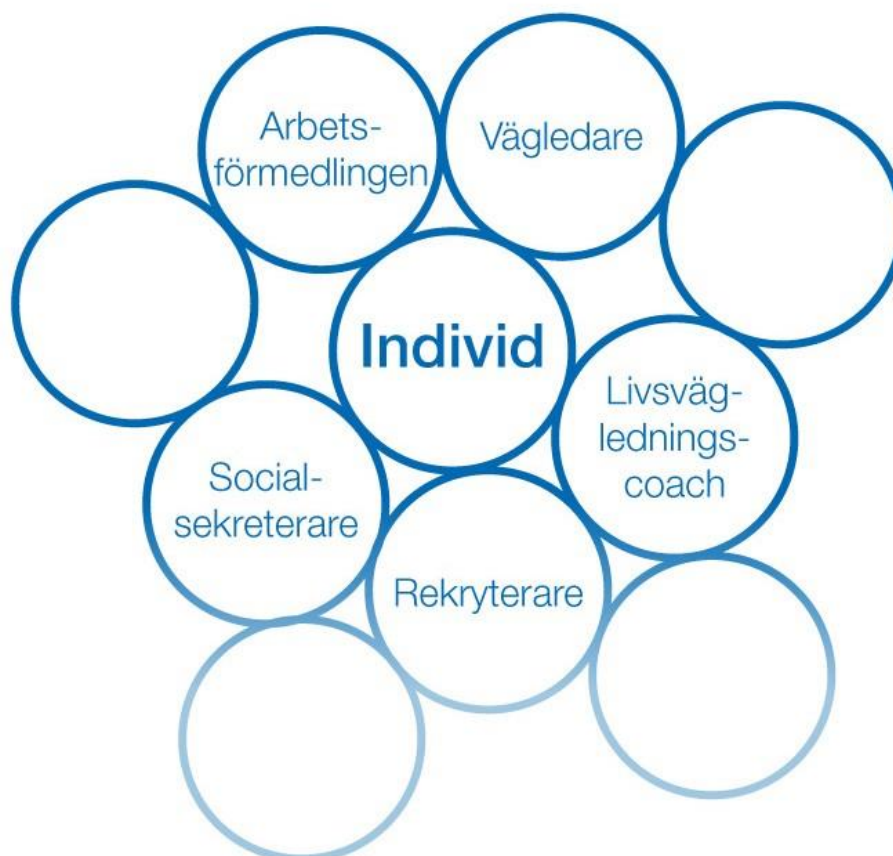 Arbets-
förmedlingen
Vägledare
Individ
Livsväg-
lednings-
coach
Social-
sekreterare
Rekryterare